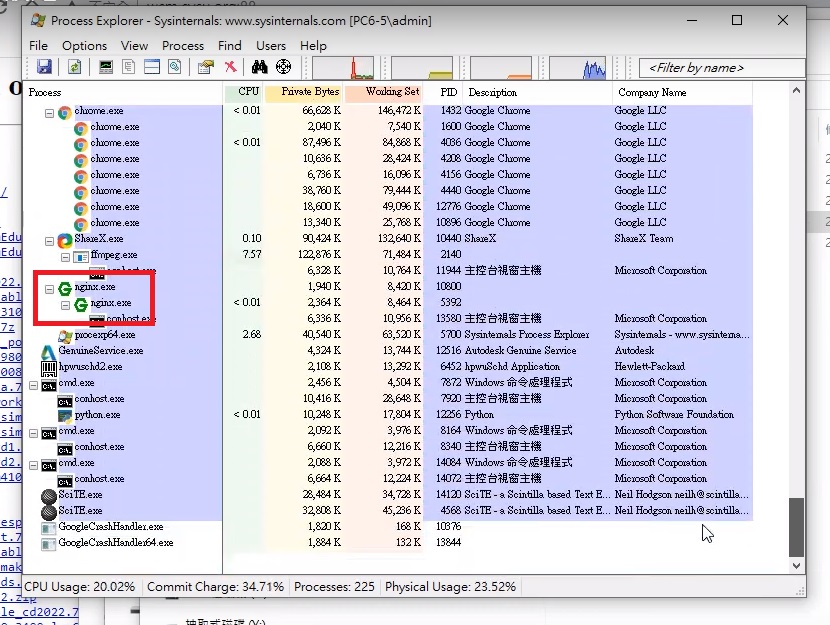 Process Explorer - Sysinternals: www.sysinternals.com [PC6-5\admin]
File Options View Process Find Users Help
<Filter by name>
Process CPU Private Bytes Working Set PID Description Company Name
chrome.exe < 0.01 66,628 K 146,472 K 1432 Google Chrome Google LLC
chrome.exe 2,040 K 7,540 K 1600 Google Chrome Google LLC
chrome.exe < 0.01 87,496 K 84,868 K 4036 Google Chrome Google LLC
chrome.exe 10,636 K 28,424 K 4208 Google Chrome Google LLC
chrome.exe 6,736 K 16,096 K 4156 Google Chrome Google LLC
chrome.exe 38,760 K 79,444 K 4440 Google Chrome Google LLC
chrome.exe 18,600 K 49,096 K 12776 Google Chrome Google LLC
chrome.exe 13,340 K 25,768 K 10896 Google Chrome Google LLC
ShareX.exe 0.10 90,424 K 132,640 K 10440 ShareX ShareX Team
ffmpeg.exe 7.57 122,876 K 71,484 K 2140
conhost.exe 6,328 K 10,764 K 11944 主控台視窗主機 Microsoft Corporation
nginx.exe 1,940 K 8,420 K 10800
nginx.exe < 0.01 2,364 K 8,464 K 5392
conhost.exe 6,336 K 10,956 K 13580 主控台視窗主機 Microsoft Corporation
procexp64.exe 2.68 40,540 K 63,520 K 5700 Sysinternals Process Explorer Sysinternals - www.sysinterna...
GenuineService.exe 4,324 K 13,744 K 12516 Autodesk Genuine Service Autodesk
hpwuschd2.exe 2,108 K 13,292 K 6452 hpwuSchd Application Hewlett-Packard
cmd.exe 2,456 K 4,504 K 7872 Windows 命令處理程式 Microsoft Corporation
conhost.exe 10,416 K 28,648 K 7920 主控台視窗主機 Microsoft Corporation
python.exe < 0.01 10,248 K 17,804 K 12256 Python Python Software Foundation
cmd.exe 2,092 K 3,976 K 8164 Windows 命令處理程式 Microsoft Corporation
conhost.exe 6,660 K 12,216 K 8340 主控台視窗主機 Microsoft Corporation
cmd.exe 2,088 K 3,972 K 14084 Windows 命令處理程式 Microsoft Corporation
conhost.exe 6,664 K 12,224 K 14072 主控台視窗主機 Microsoft Corporation
SciTE.exe 28,484 K 34,728 K 14120 SciTE - a Scintilla based Text E... Neil Hodgson neilh@scintilla...
SciTE.exe 32,808 K 45,236 K 4568 SciTE - a Scintilla based Text E... Neil Hodgson neilh@scintilla...
GoogleCrashHandler.exe 1,820 K 168 K 10376
GoogleCrashHandler64.exe 1,884 K 132 K 13844
CPU Usage: 20.02% Commit Charge: 34.71% Processes: 225 Physical Usage: 23.52%